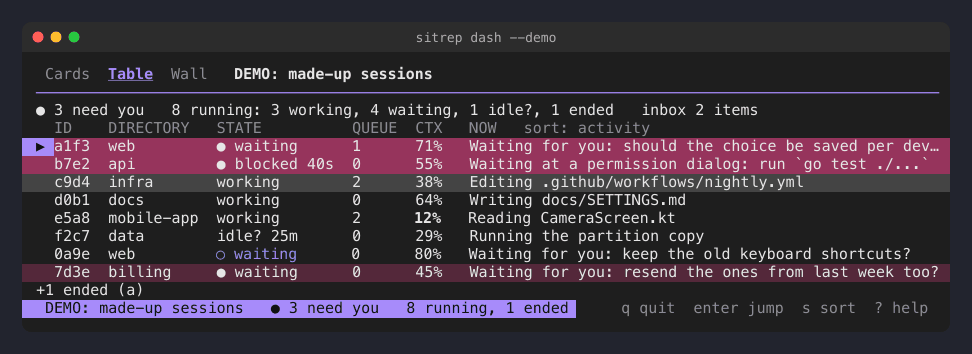 sitrep dash --demo
Cards Table Wall DEMO: made-up sessions
● 3 need you 8 running: 3 working, 4 waiting, 1 idle?, 1 ended inbox 2 items
ID DIRECTORY STATE QUEUE CTX NOW sort: activity
▶ a1f3 web ● waiting 1 71% Waiting for you: should the choice be saved per dev…
b7e2 api ● blocked 40s 0 55% Waiting at a permission dialog: run `go test ./...`
c9d4 infra working 2 38% Editing .github/workflows/nightly.yml
d0b1 docs working 0 64% Writing docs/SETTINGS.md
e5a8 mobile-app working 2 12% Reading CameraScreen.kt
f2c7 data idle? 25m 0 29% Running the partition copy
0a9e web ○ waiting 0 80% Waiting for you: keep the old keyboard shortcuts?
7d3e billing ● waiting 0 45% Waiting for you: resend the ones from last week too?
+1 ended (a)
DEMO: made-up sessions ● 3 need you 8 running, 1 ended q quit enter jump s sort ? help